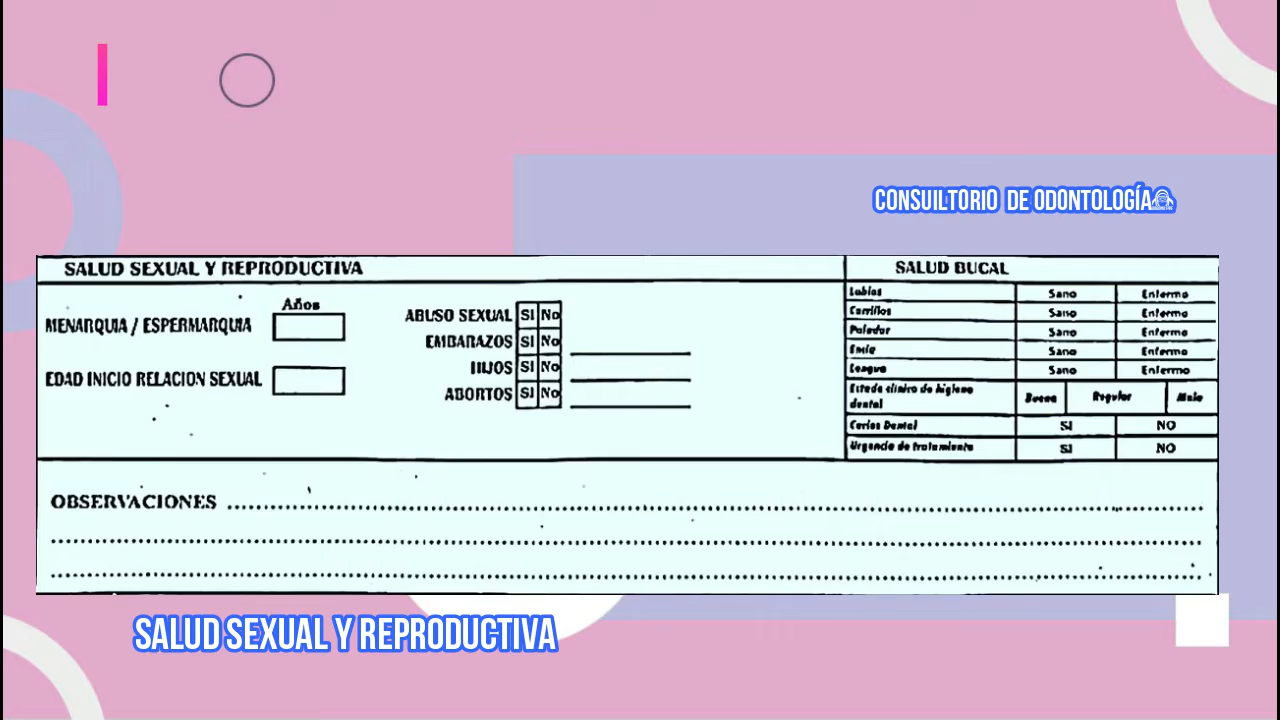 CONSUILTORIO DE ODONTOLOGÍA
SALUD SEXUAL Y REPRODUCTIVA
Años
MENARQUIA / ESPERMARQUIA
EDAD INICIO RELACION SEXUAL
ABUSO SEXUAL SI No
EMBARAZOS SI No
HIJOS SI No
ABORTOS SI No
SALUD BUCAL
Labios Sano Enfermo
Carrillos Sano Enfermo
Paladar Sano Enfermo
Encía Sano Enfermo
Lengua Sano Enfermo
Estado clínico de higiene
dental Buena Regular Mala
Caries Dental SI NO
Urgencia de tratamiento SI NO
OBSERVACIONES
SALUD SEXUAL Y REPRODUCTIVA